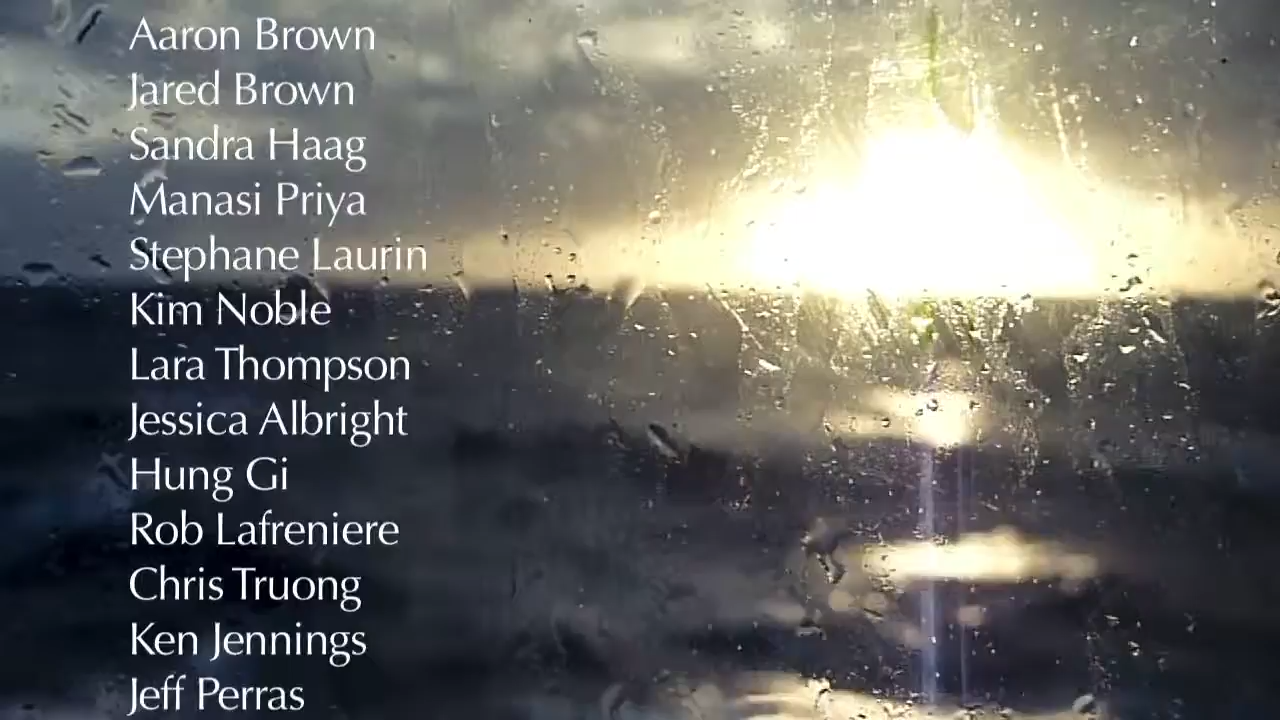 Aaron Brown
Jared Brown
Sandra Haag
Manasi Priya
Stephane Laurin
Kim Noble
Lara Thompson
Jessica Albright
Hung Gi
Rob Lafreniere
Chris Truong
Ken Jennings
Jeff Perras